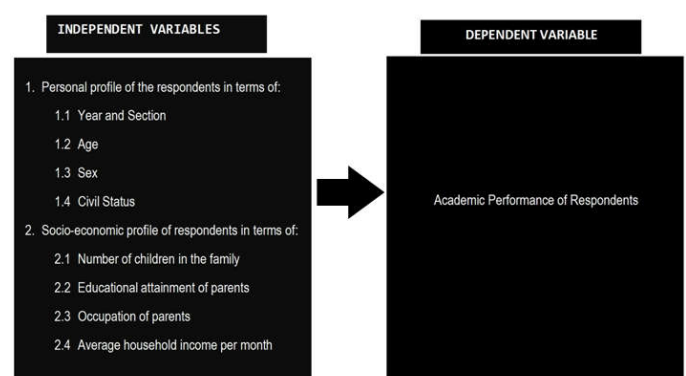 INDEPENDENT VARIABLES
1. Personal profile of the respondents in terms of:
1.1 Year and Section
1.2 Age
1.3 Sex
1.4 Civil Status
2. Socio-economic profile of respondents in terms of:
2.1 Number of children in the family
2.2 Educational attainment of parents
2.3 Occupation of parents
2.4 Average household income per month
DEPENDENT VARIABLE
Academic Performance of Respondents